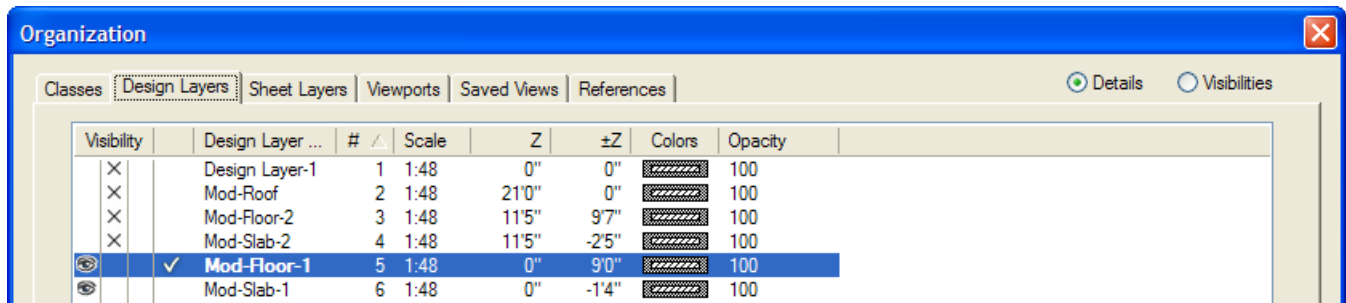 Organization
Classes Design Layers Sheet Layers Viewports Saved Views References Details Visibilities
Visibility Design Layer ... # Scale Z ±Z Colors Opacity
Design Layer-1 1 1:48 0" 0" 100
Mod-Roof 2 1:48 21'0" 0" 100
Mod-Floor-2 3 1:48 11'5" 9'7" 100
Mod-Slab-2 4 1:48 11'5" -2'5" 100
Mod-Floor-1 5 1:48 0" 9'0" 100
Mod-Slab-1 6 1:48 0" -1'4" 100